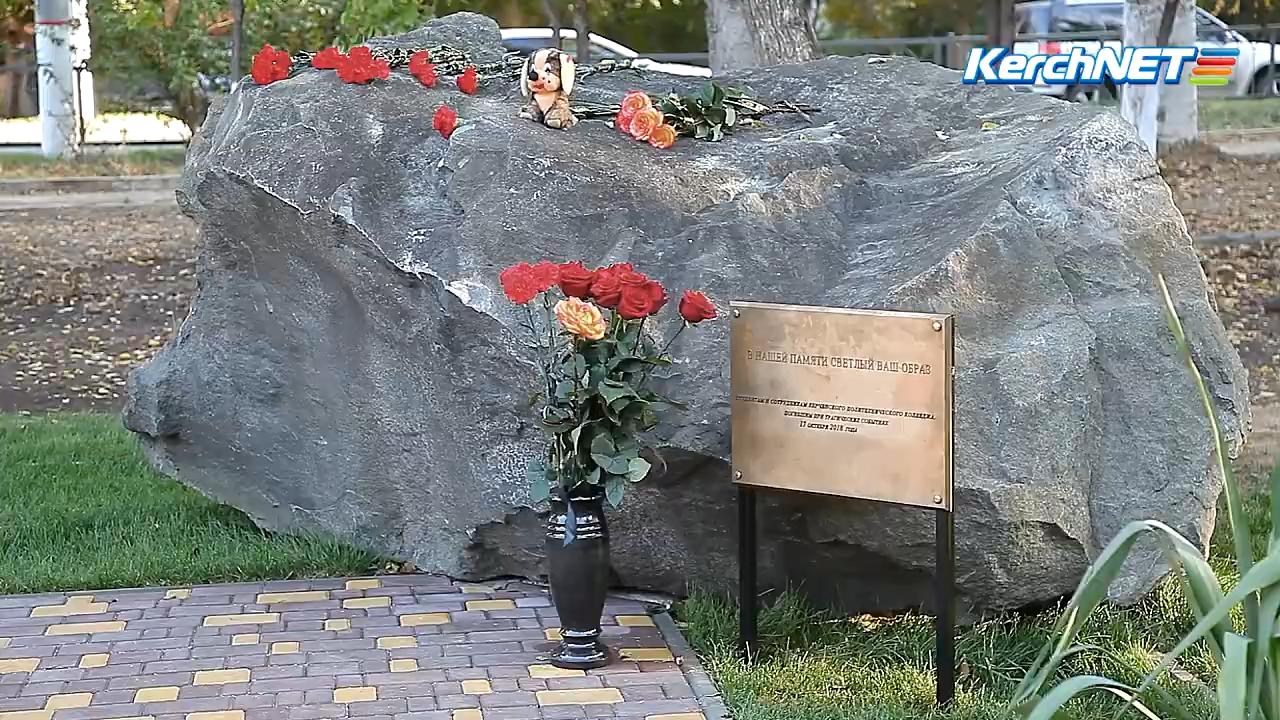 KerchNET
В НАШЕЙ ПАМЯТИ СВЕТЛЫЙ ВАШ ОБРАЗ
СТУДЕНТАМ И СОТРУДНИКАМ КЕРЧЕНСКОГО ПОЛИТЕХНИЧЕСКОГО КОЛЛЕДЖА,
ПОГИБШИМ ПРИ ТРАГИЧЕСКИХ СОБЫТИЯХ
17 ОКТЯБРЯ 2018 ГОДА